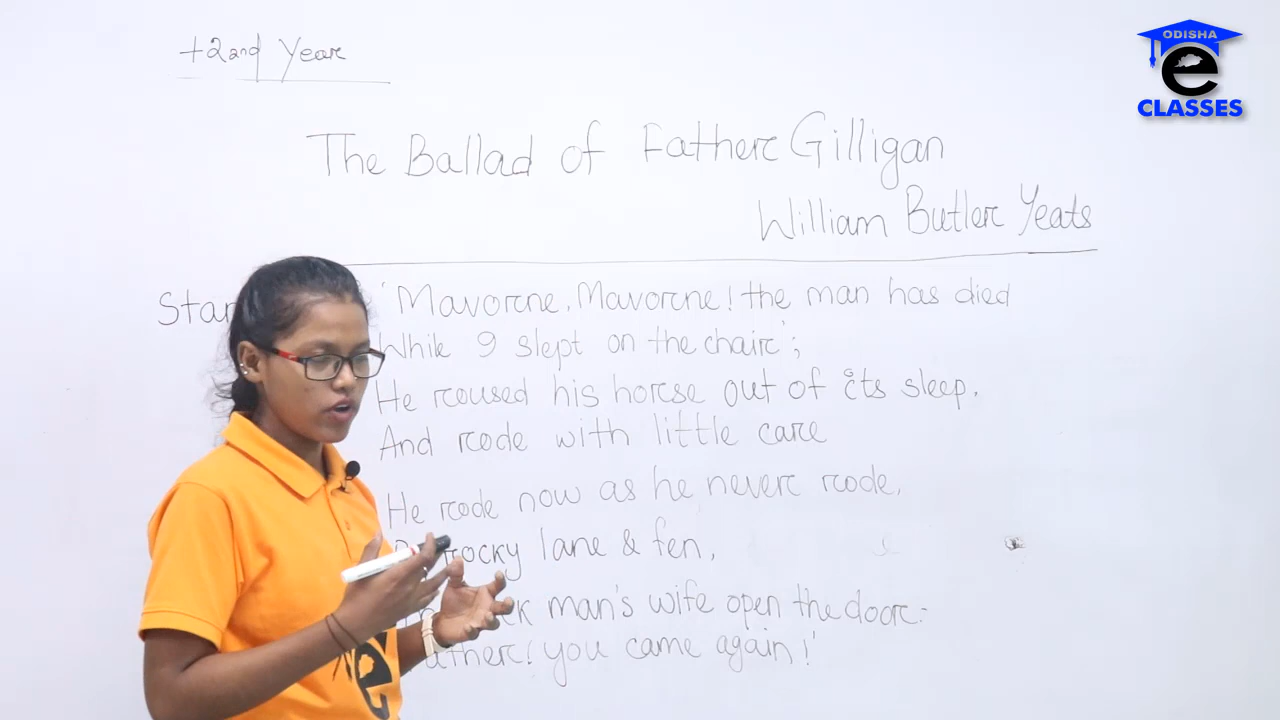 +2nd Year
ODISHA
e
CLASSES
The Ballad of Father Gilligan
William Butler Yeats
'Mavorne, Mavorne! the man has died
While I slept on the chair';
He roused his horse out of its sleep.
And rode with little care
He rode now as he never rode,
rocky lane & fen,
man's wife open the door:
Father! you came again!'
e